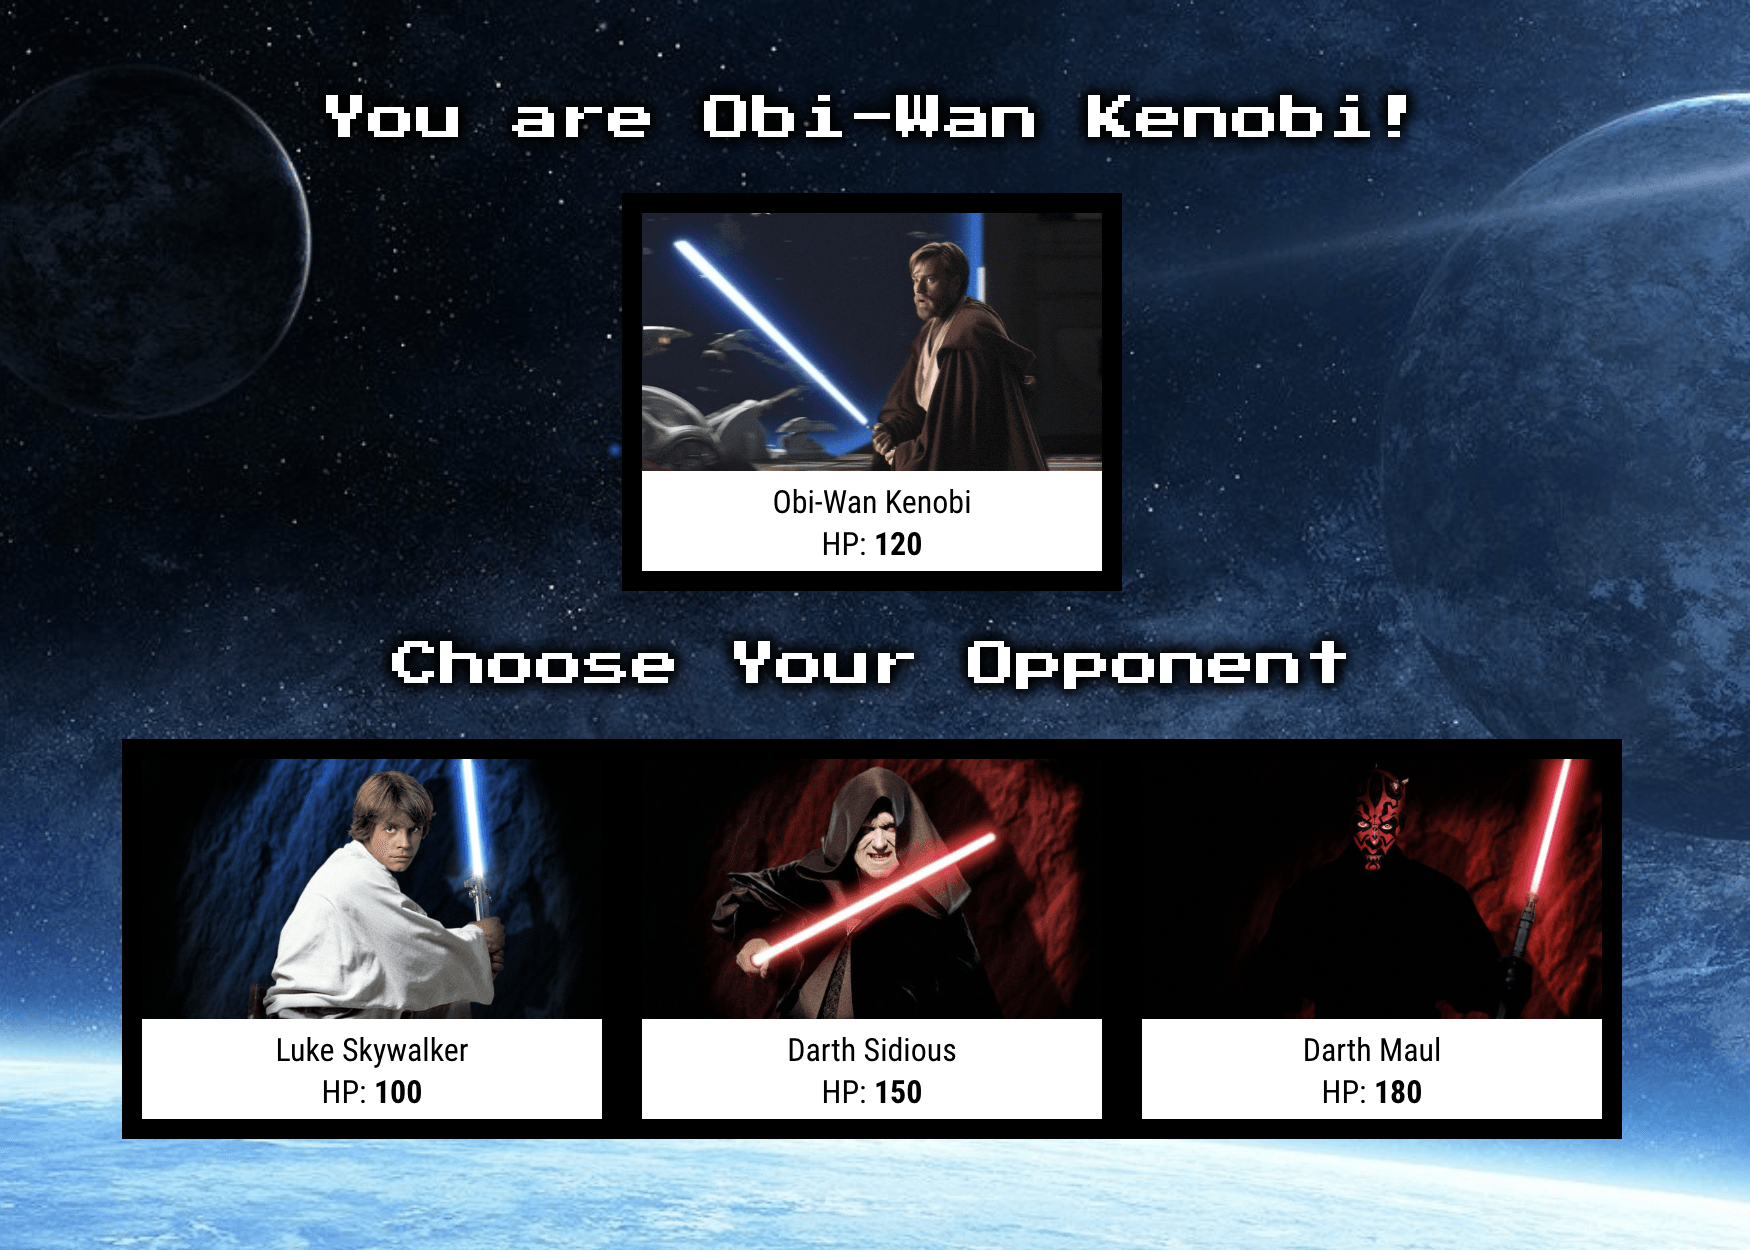 You are Obi-Wan Kenobi!
Obi-Wan Kenobi
HP: 120
Choose Your Opponent
Luke Skywalker
HP: 100
Darth Sidious
HP: 150
Darth Maul
HP: 180